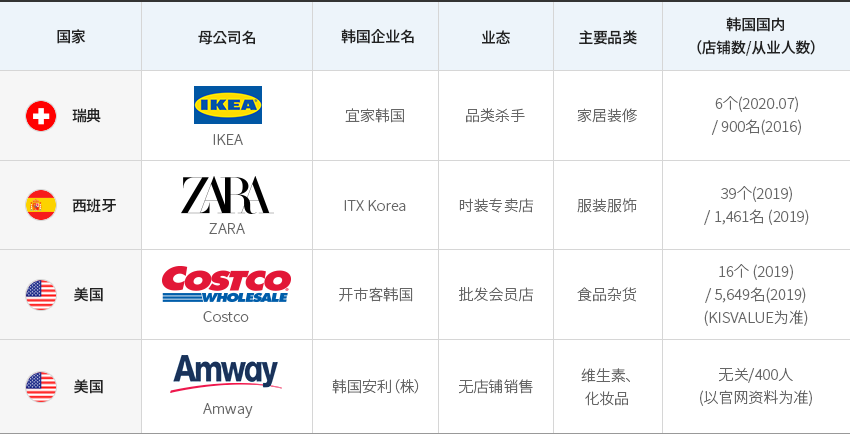 国家
母公司名
韩国企业名
业态
主要品类
韩国国内
（店铺数/从业人数）
瑞典
IKEA
IKEA
宜家韩国
品类杀手
家居装修
6个(2020.07)
/ 900名(2016)
西班牙
ZARA
ZARA
ITX Korea
时装专卖店
服装服饰
39个(2019)
/ 1,461名 (2019)
美国
COSTCO
WHOLESALE
Costco
开市客韩国
批发会员店
食品杂货
16个 (2019)
/ 5,649名(2019)
(KISVALUE为准)
美国
Amway
Amway
韩国安利（株）
无店铺销售
维生素、
化妆品
无关/400人
(以官网资料为准)